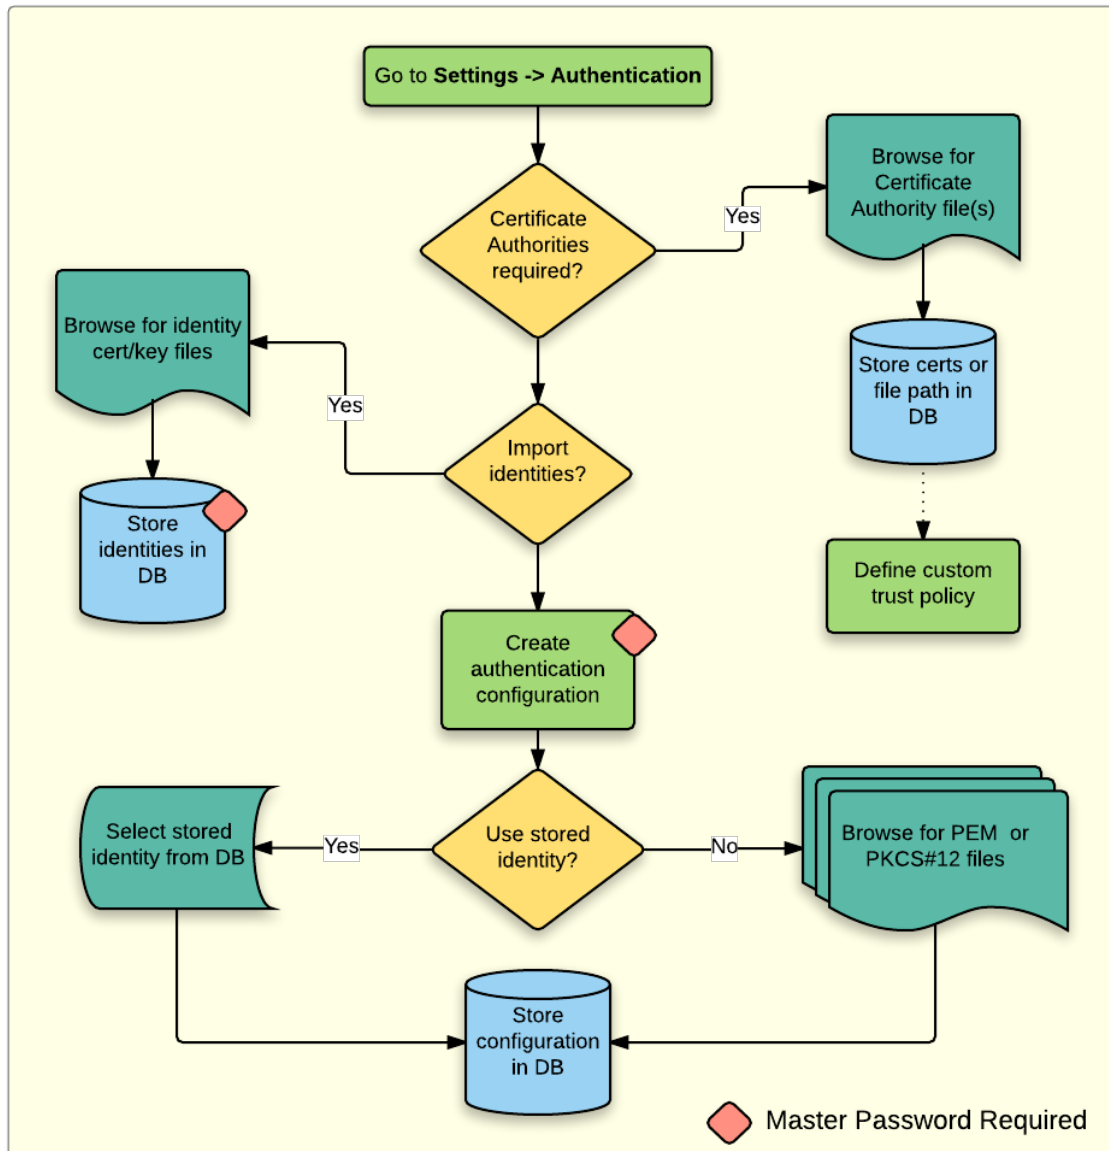 Go to Settings -> Authentication
Certificate
Authorities
required?
Yes
Browse for
Certificate
Authority file(s)
Store certs or
file path in
DB
Define custom
trust policy
Import
identities?
Yes
Browse for identity
cert/key files
Store
identities in
DB
Create
authentication
configuration
Use stored
identity?
Yes
Select stored
identity from DB
No
Browse for PEM or
PKCS#12 files
Store
configuration
in DB
Master Password Required